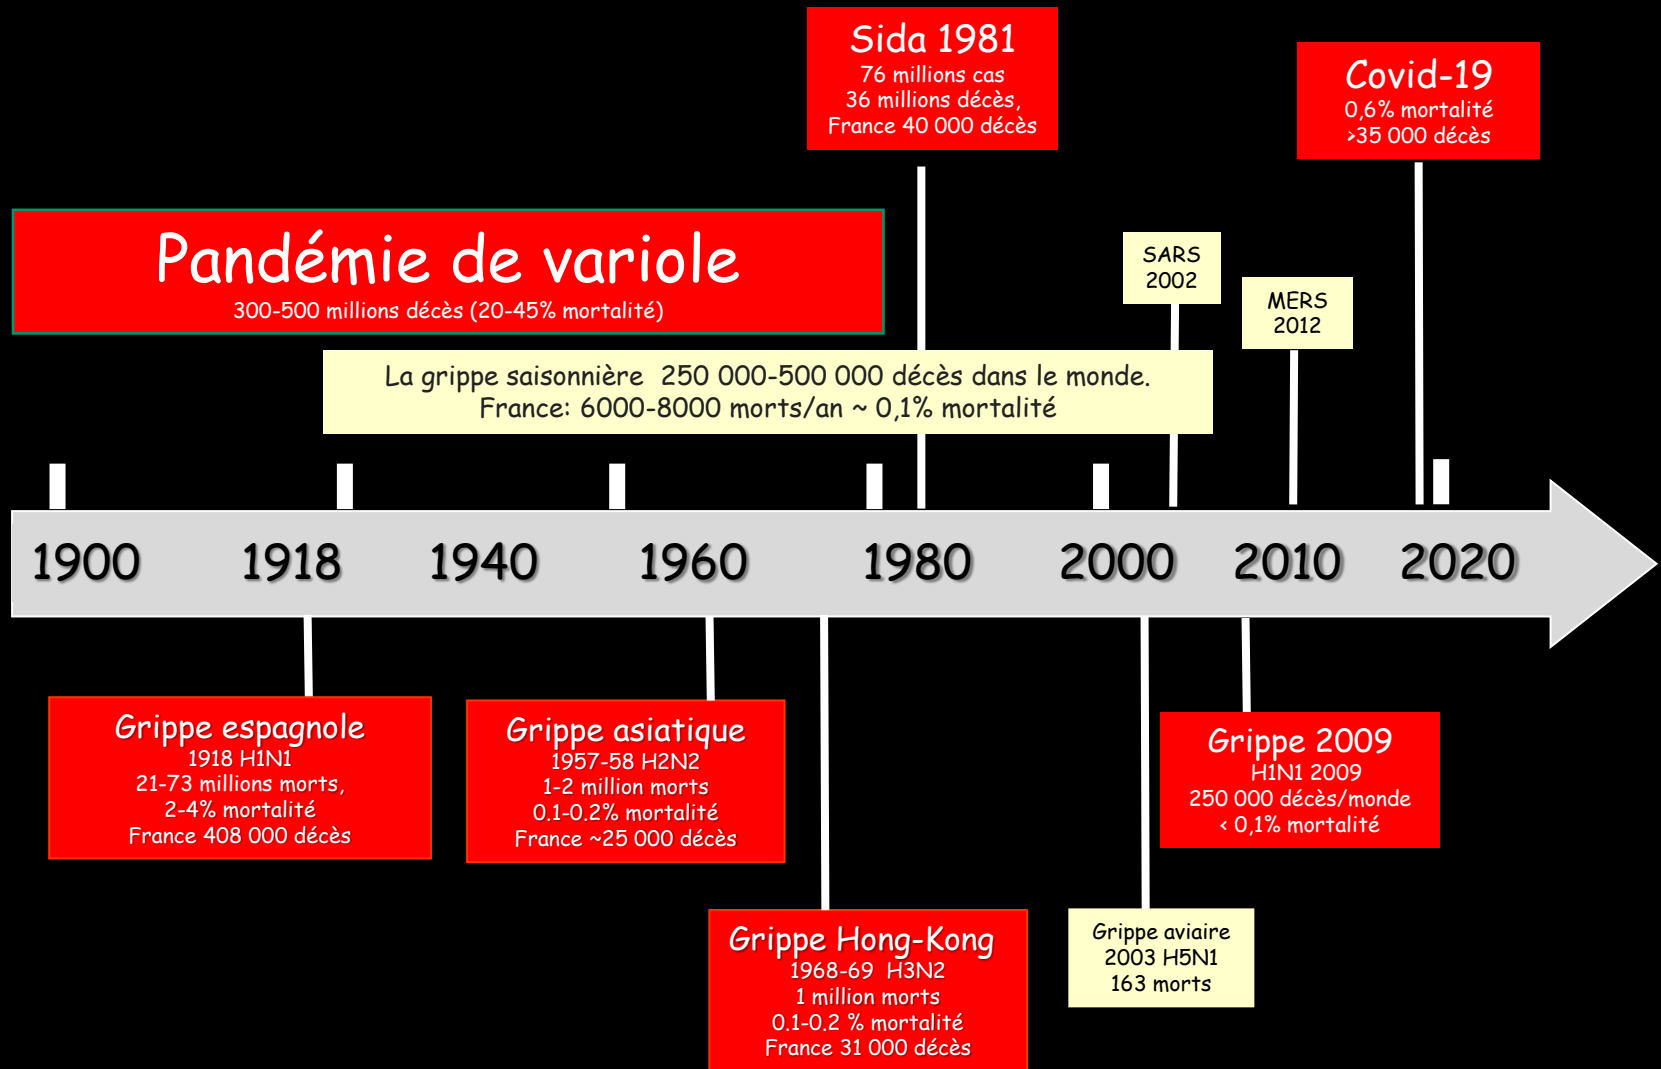 Sida 1981
76 millions cas
36 millions décès,
France 40 000 décès
Covid-19
0,6% mortalité
>35 000 décès
Pandémie de variole
300-500 millions décès (20-45% mortalité)
SARS
2002
MERS
2012
La grippe saisonnière  250 000-500 000 décès dans le monde.
France: 6000-8000 morts/an ~ 0,1% mortalité
1900 1918 1940 1960 1980 2000 2010 2020
Grippe espagnole
1918 H1N1
21-73 millions morts,
2-4% mortalité
France 408 000 décès
Grippe asiatique
1957-58 H2N2
1-2 million morts
0.1-0.2% mortalité
France ~25 000 décès
Grippe 2009
H1N1 2009
250 000 décès/monde
< 0,1% mortalité
Grippe Hong-Kong
1968-69  H3N2
1 million morts
0.1-0.2 % mortalité
France 31 000 décès
Grippe aviaire
2003 H5N1
163 morts